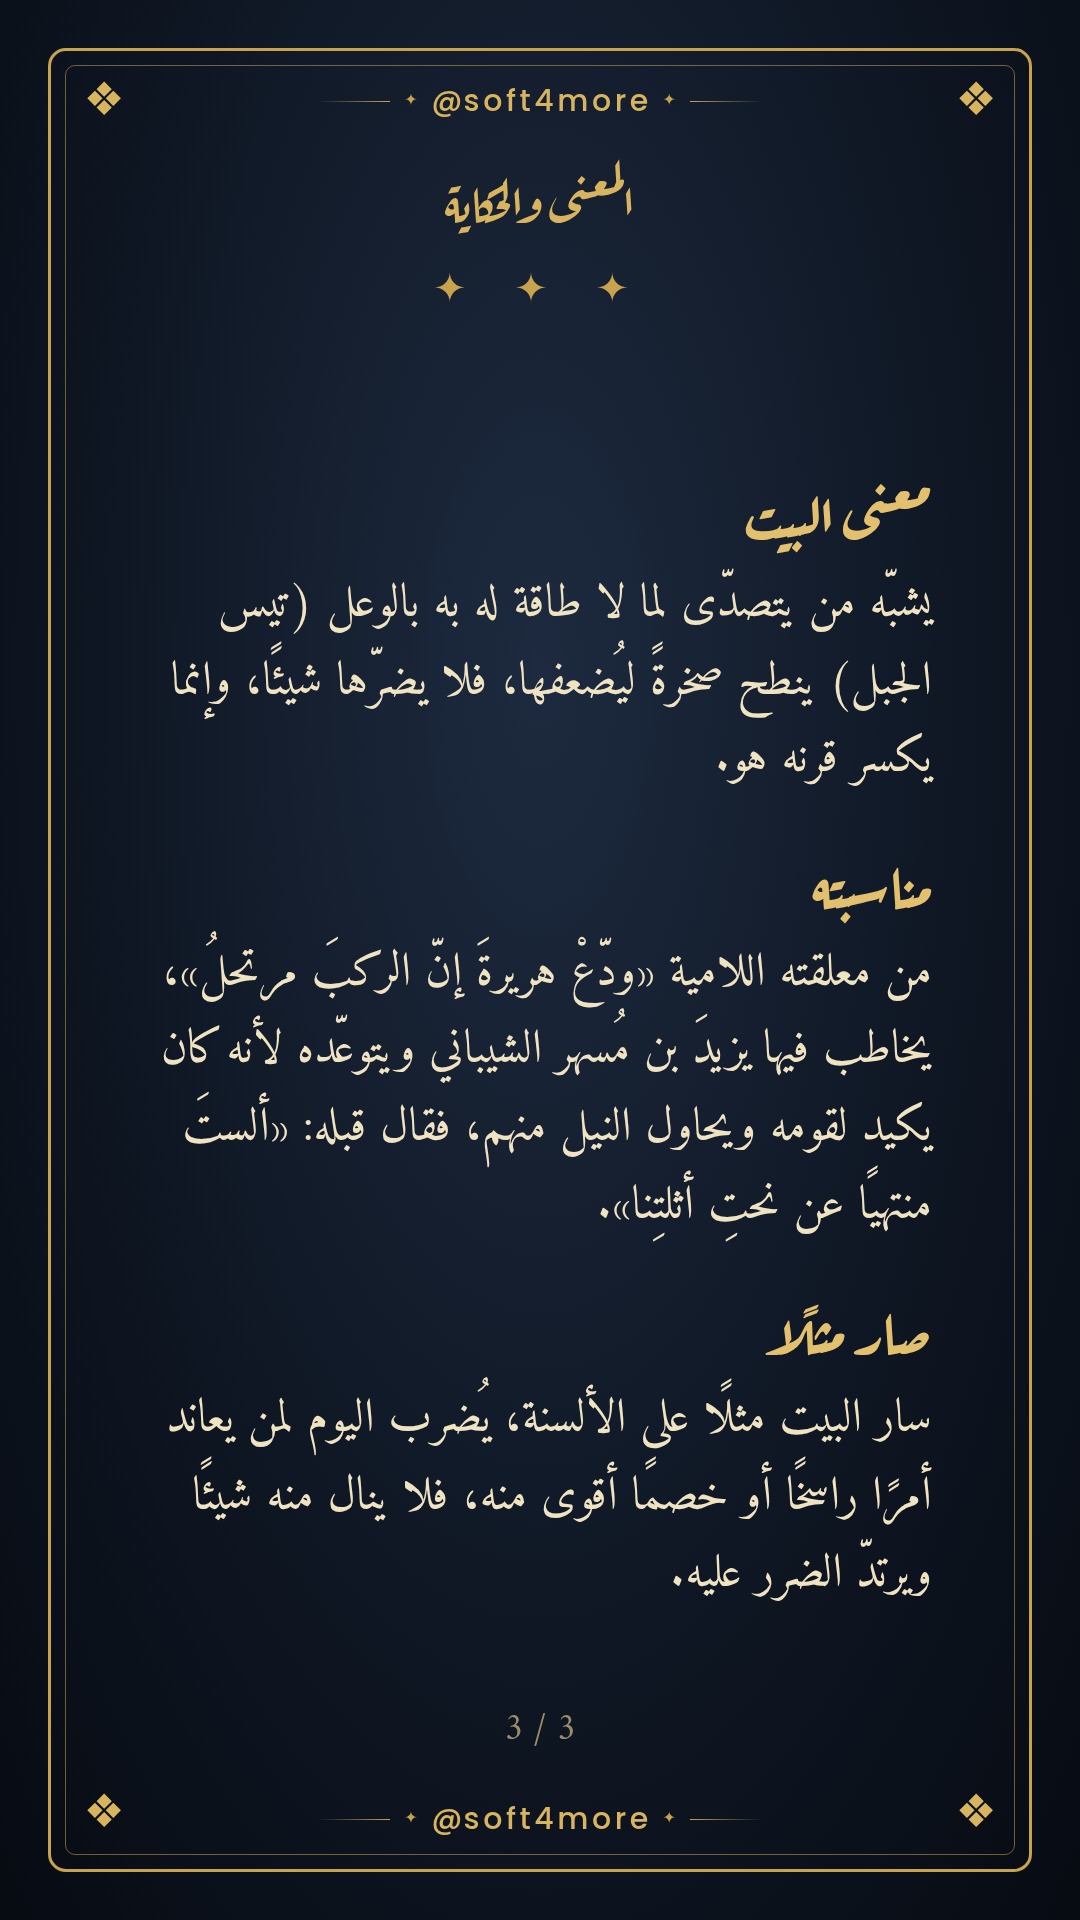 @soft4more
المعنى والحكاية
معنى البيت
يشبّه من يتصدّى لما لا طاقة له به بالوعل (تيس
الجبل) ينطح صخرةً ليُضعفها، فلا يضرّها شيئًا، وإنما
يكسر قرنه هو.
مناسبته
من معلقته اللامية «ودّعْ هريرةَ إنّ الركبَ مرتحلُ»،
يخاطب فيها يزيدَ بن مُسهر الشيباني ويتوعّده لأنه كان
يكيد لقومه ويحاول النيل منهم، فقال قبله: «ألستَ
منتهيًا عن نحتِ أثلتِنا».
صار مثلًا
سار البيت مثلًا على الألسنة، يُضرب اليوم لمن يعاند
أمرًا راسخًا أو خصمًا أقوى منه، فلا ينال منه شيئًا
ويرتدّ الضرر عليه.
3 / 3
@soft4more